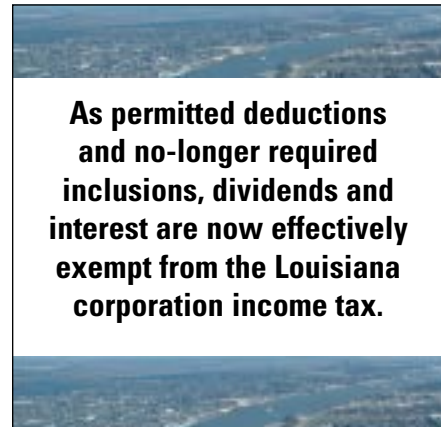 As permitted deductions
and no-longer required
inclusions, dividends and
interest are now effectively
exempt from the Louisiana
corporation income tax.